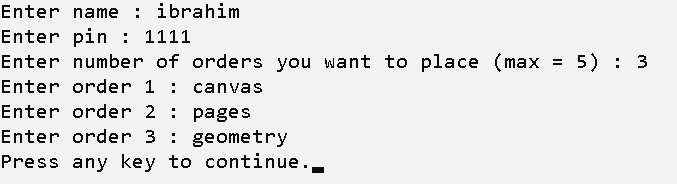 Enter name : ibrahim
Enter pin : 1111
Enter number of orders you want to place (max = 5) : 3
Enter order 1 : canvas
Enter order 2 : pages
Enter order 3 : geometry
Press any key to continue.